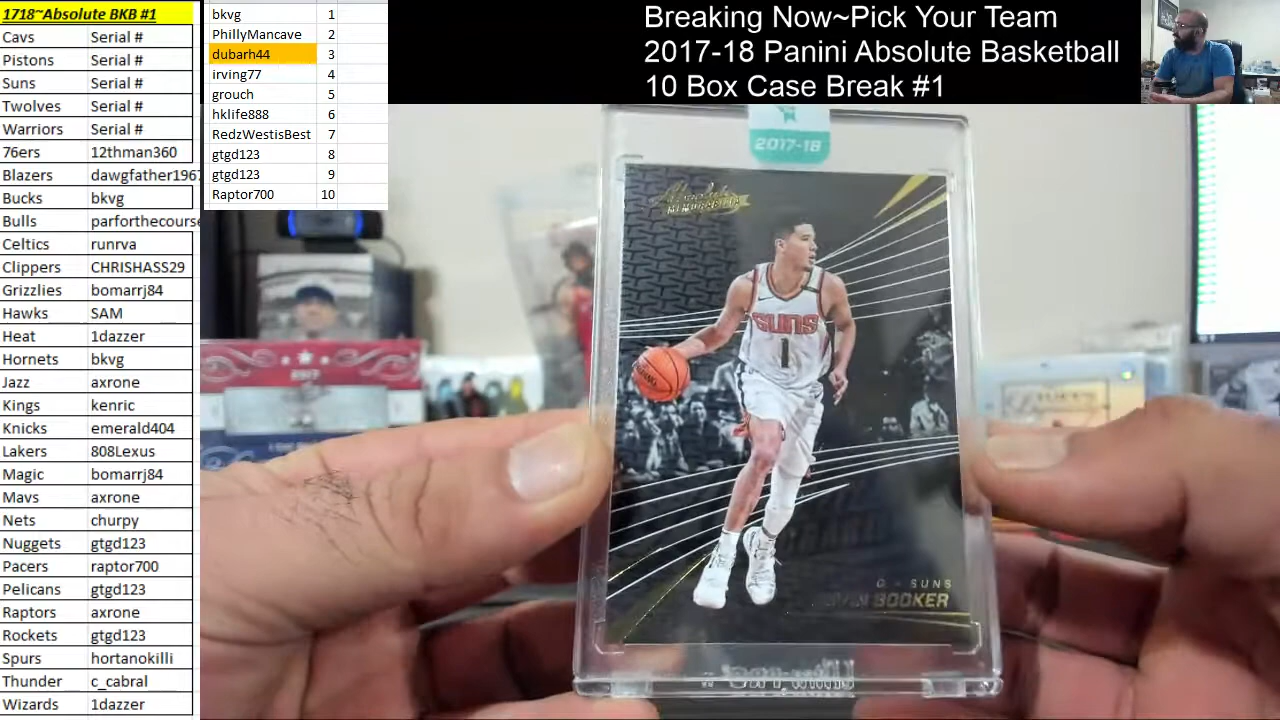 1718~Absolute BKB #1
Cavs Serial #
Pistons Serial #
Suns Serial #
Twolves Serial #
Warriors Serial #
76ers 12thman360
Blazers dawgfather1967
Bucks bkvg
Bulls parforthecourse
Celtics runrva
Clippers CHRISHASS29
Grizzlies bomarrj84
Hawks SAM
Heat 1dazzer
Hornets bkvg
Jazz axrone
Kings kenric
Knicks emerald404
Lakers 808Lexus
Magic bomarrj84
Mavs axrone
Nets churpy
Nuggets gtgd123
Pacers raptor700
Pelicans gtgd123
Raptors axrone
Rockets gtgd123
Spurs hortanokilli
Thunder c_cabral
Wizards 1dazzer
bkvg 1
PhillyMancave 2
dubarh44 3
irving77 4
grouch 5
hklife888 6
RedzWestisBest 7
gtgd123 8
gtgd123 9
Raptor700 10
Breaking Now~Pick Your Team
2017-18 Panini Absolute Basketball
10 Box Case Break #1
2017-18
Absolute
MEMORABILIA
SUNS
1
G - SUNS
BOOKER
2017